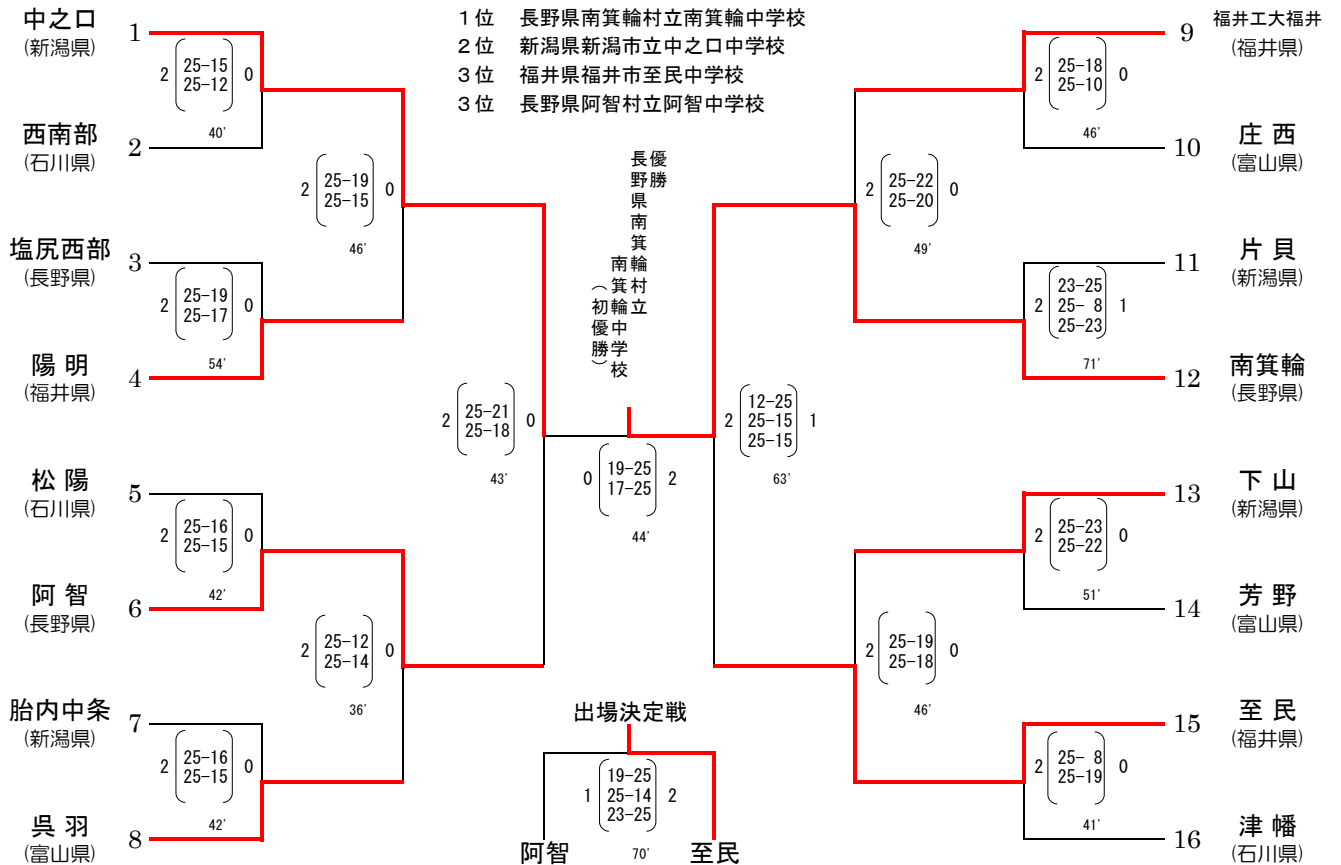 1位 長野県南箕輪村立南箕輪中学校
2位 新潟県新潟市立中之口中学校
3位 福井県福井市至民中学校
3位 長野県阿智村立阿智中学校
中之口 1
(新潟県)
2 25-15 0
25-12
40'
西南部 2
(石川県)
2 25-19 0
25-15
46'
塩尻西部 3
(長野県)
2 25-19 0
25-17
54'
陽明 4
(福井県)
2 25-21 0
25-18
43'
松陽 5
(石川県)
2 25-16 0
25-15
42'
阿智 6
(長野県)
2 25-12 0
25-14
36'
胎内中条 7
(新潟県)
2 25-16 0
25-15
42'
呉羽 8
(富山県)
優勝
長野県南箕輪村立
南箕輪中学校
(初優勝)
0 19-25 2
17-25
44'
出場決定戦
19-25
1 25-14 2
23-25
70'
阿智 至民
9 福井工大福井
(福井県)
2 25-18 0
25-10
46'
10 庄西
(富山県)
2 25-22 0
25-20
49'
11 片貝
(新潟県)
23-25
2 25- 8 1
25-23
71'
12 南箕輪
(長野県)
12-25
2 25-15 1
25-15
63'
13 下山
(新潟県)
2 25-23 0
25-22
51'
14 芳野
(富山県)
2 25-19 0
25-18
46'
15 至民
(福井県)
2 25- 8 0
25-19
41'
16 津幡
(石川県)